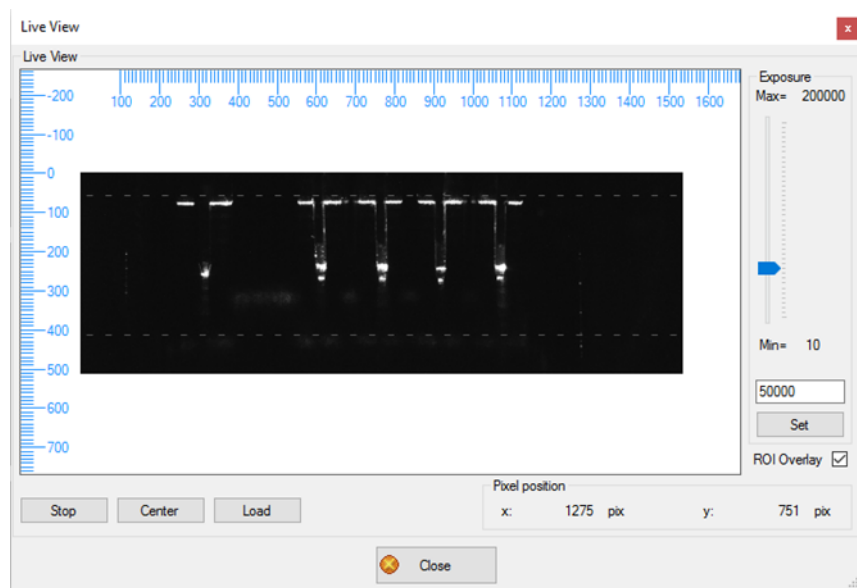 Live View
x
Live View
100 200 300 400 500 600 700 800 900 1000 1100 1200 1300 1400 1500 1600
-200
-100
0
100
200
300
400
500
600
700
Exposure
Max= 200000
Min= 10
50000
Set
ROI Overlay
Stop Center Load
Pixel position
x: 1275 pix y: 751 pix
Close